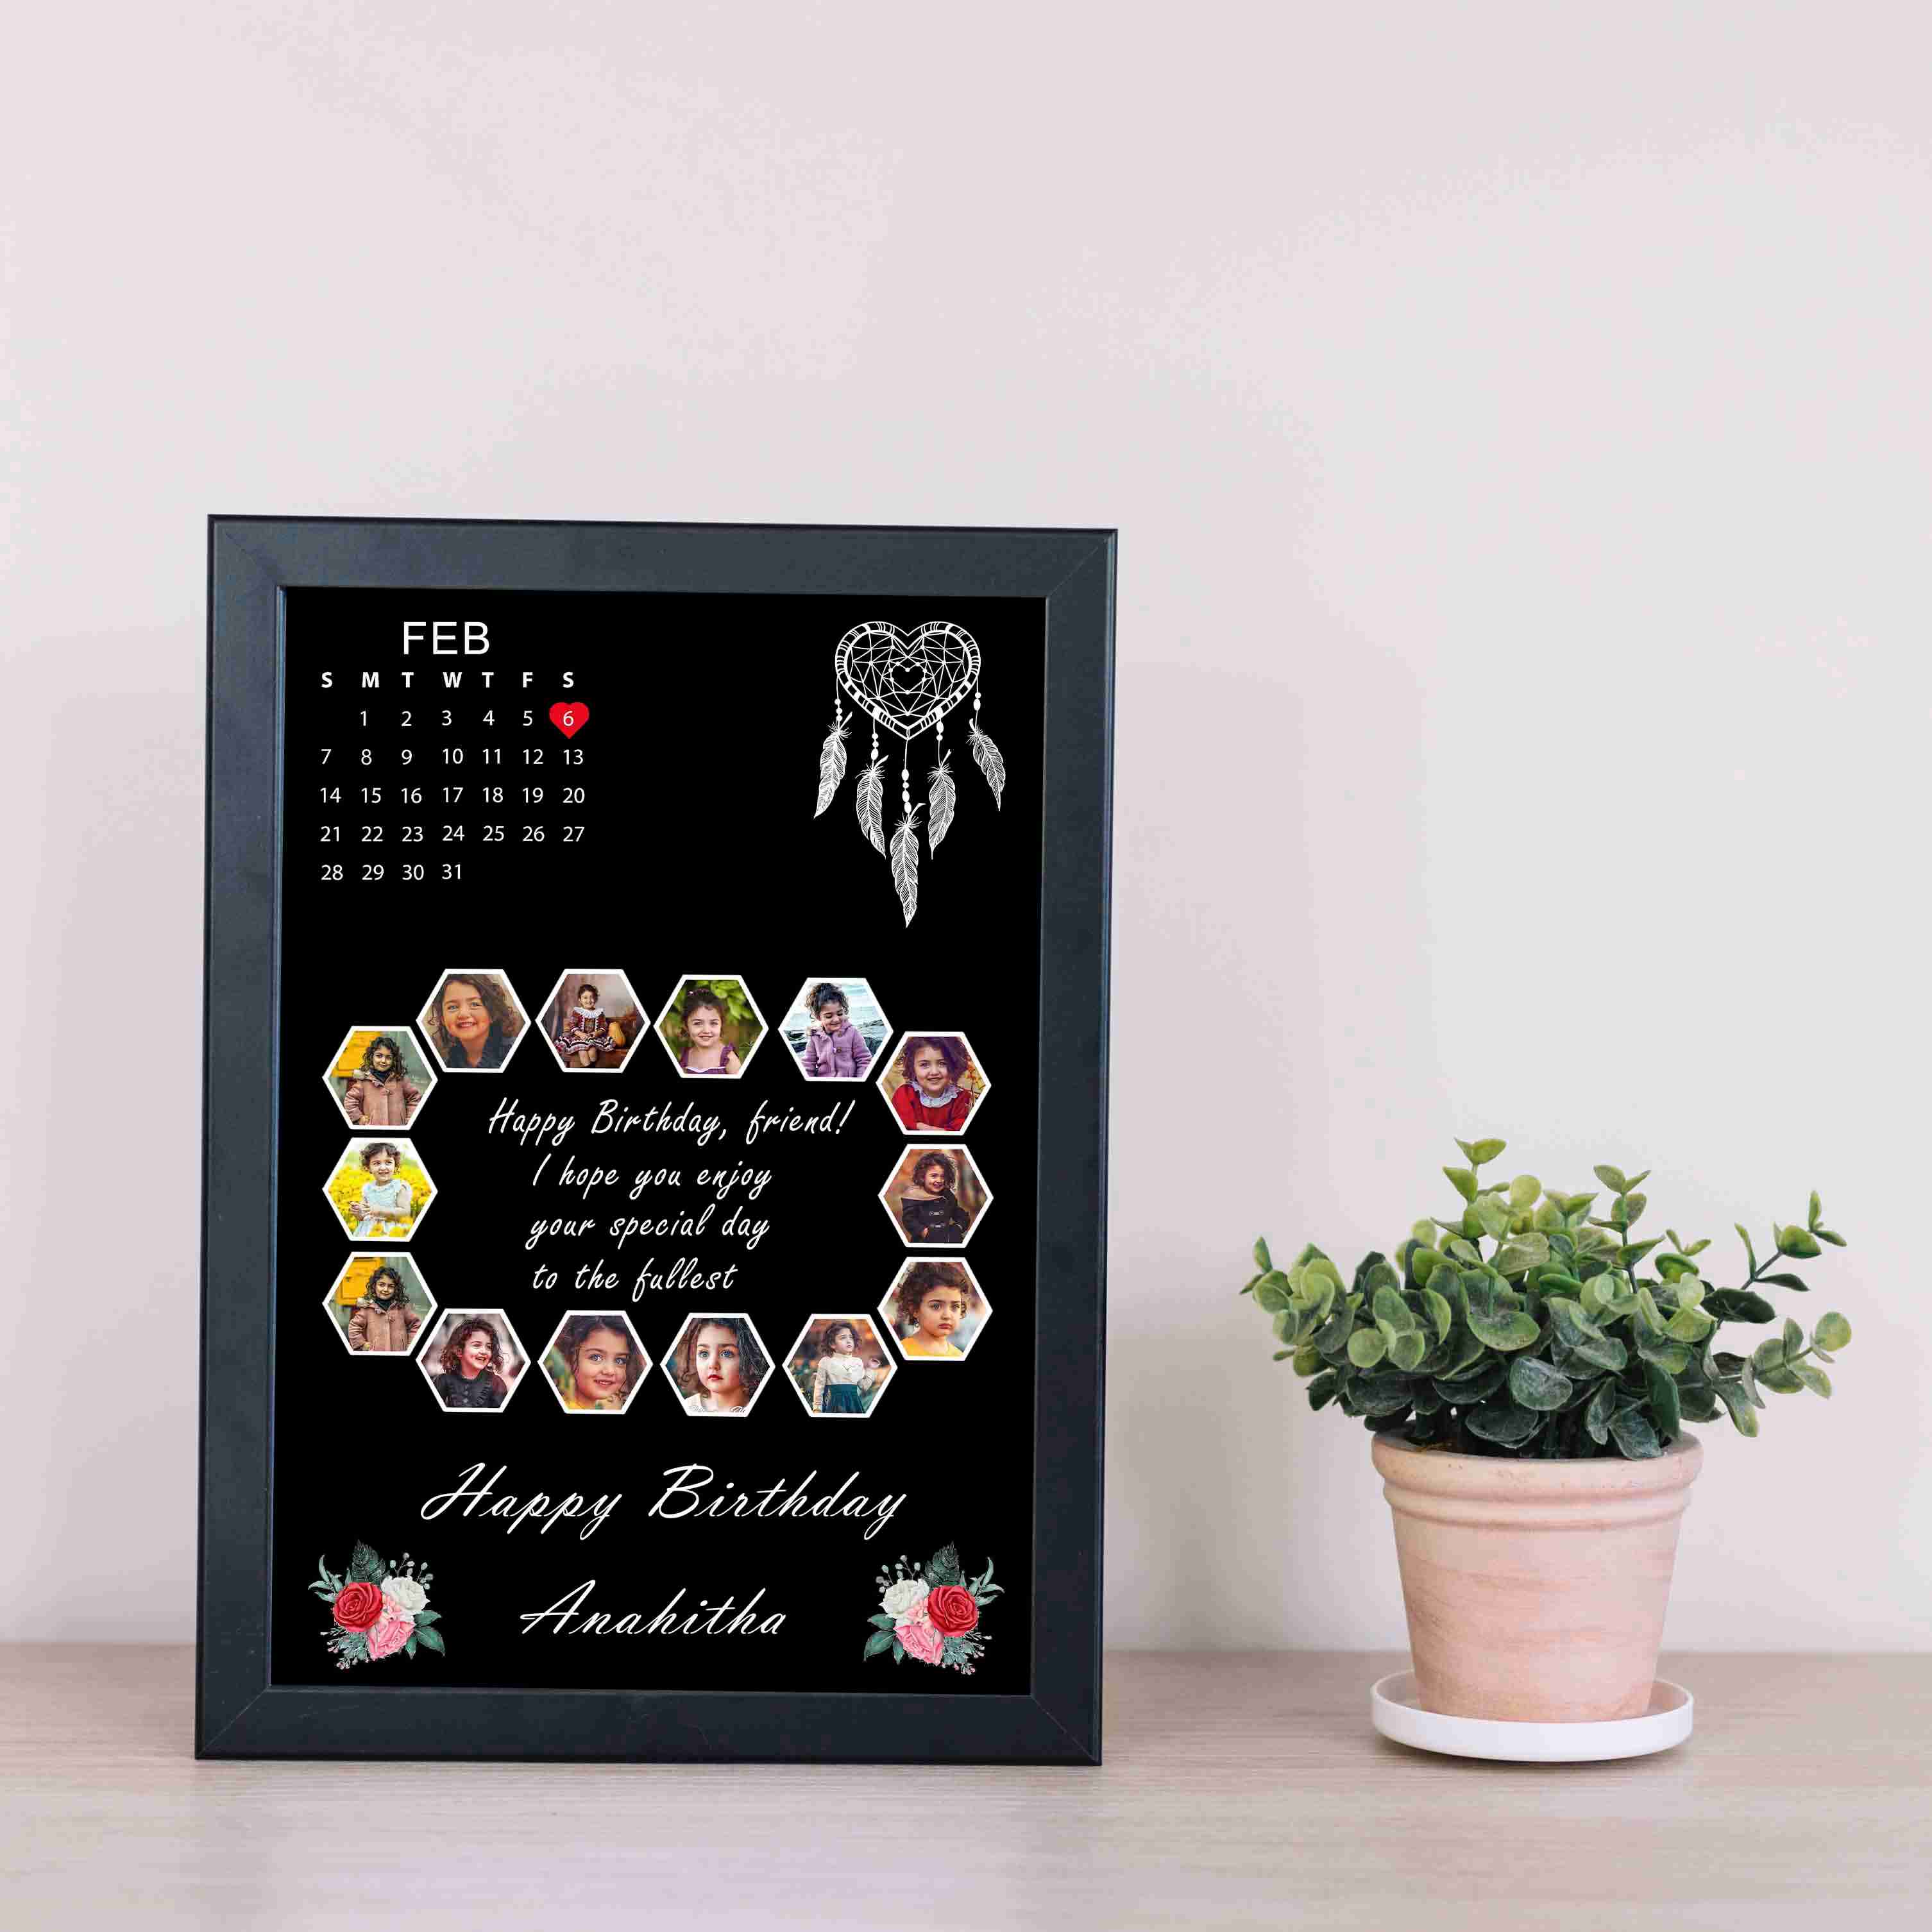 FEB
S M T W T F S
1 2 3 4 5 6
7 8 9 10 11 12 13
14 15 16 17 18 19 20
21 22 23 24 25 26 27
28 29 30 31
Happy Birthday, friend!
I hope you enjoy
your special day
to the fullest
Happy Birthday
Anahitha